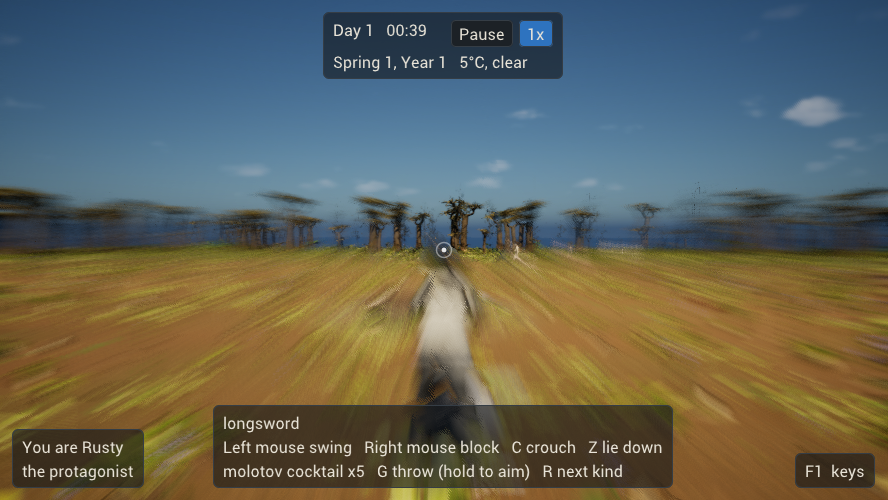 Day 1 00:39 Pause 1x
Spring 1, Year 1 5°C, clear
You are Rusty
the protagonist
longsword
Left mouse swing Right mouse block C crouch Z lie down
molotov cocktail x5 G throw (hold to aim) R next kind
F1 keys